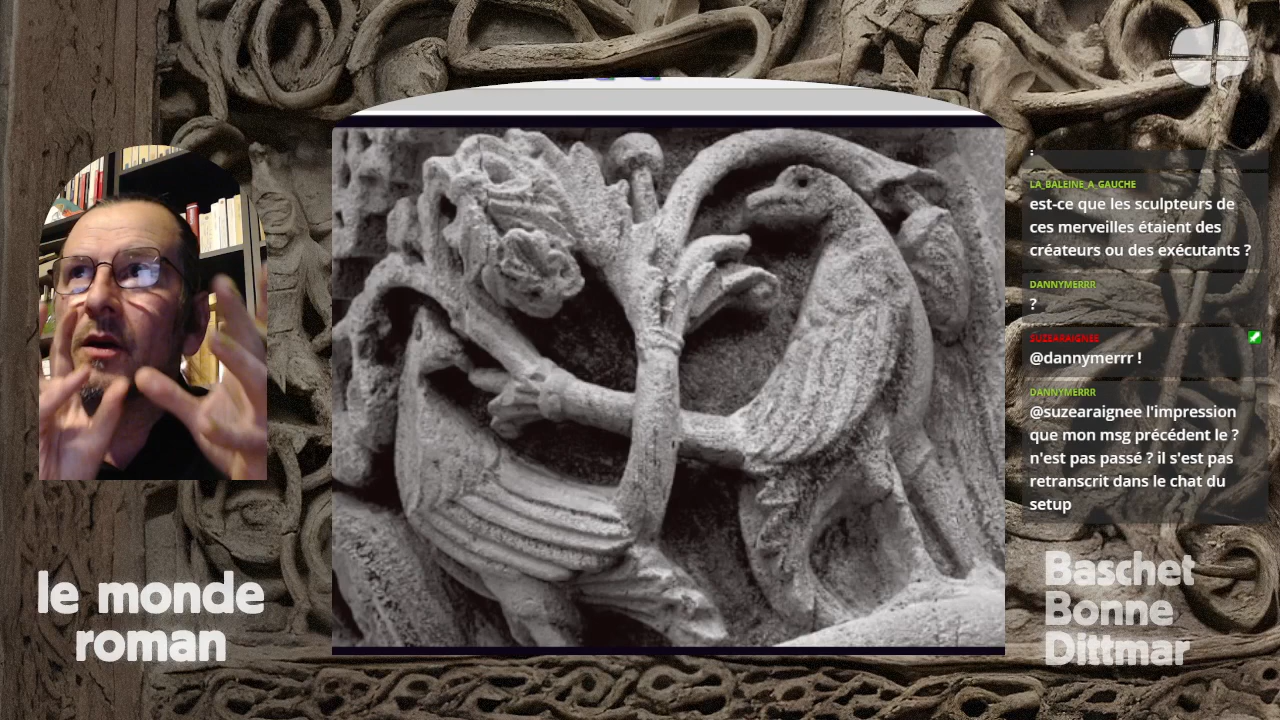 :
LA_BALEINE_A_GAUCHE
est-ce que les sculpteurs de
ces merveilles étaient des
créateurs ou des exécutants ?
DANNYMERRR
?
SUZEARAIGNEE
@dannymerrr !
DANNYMERRR
@suzearaignee l'impression
que mon msg précédent le ?
n'est pas passé ? il s'est pas
retranscrit dans le chat du
setup
le monde
roman
Baschet
Bonne
Dittmar